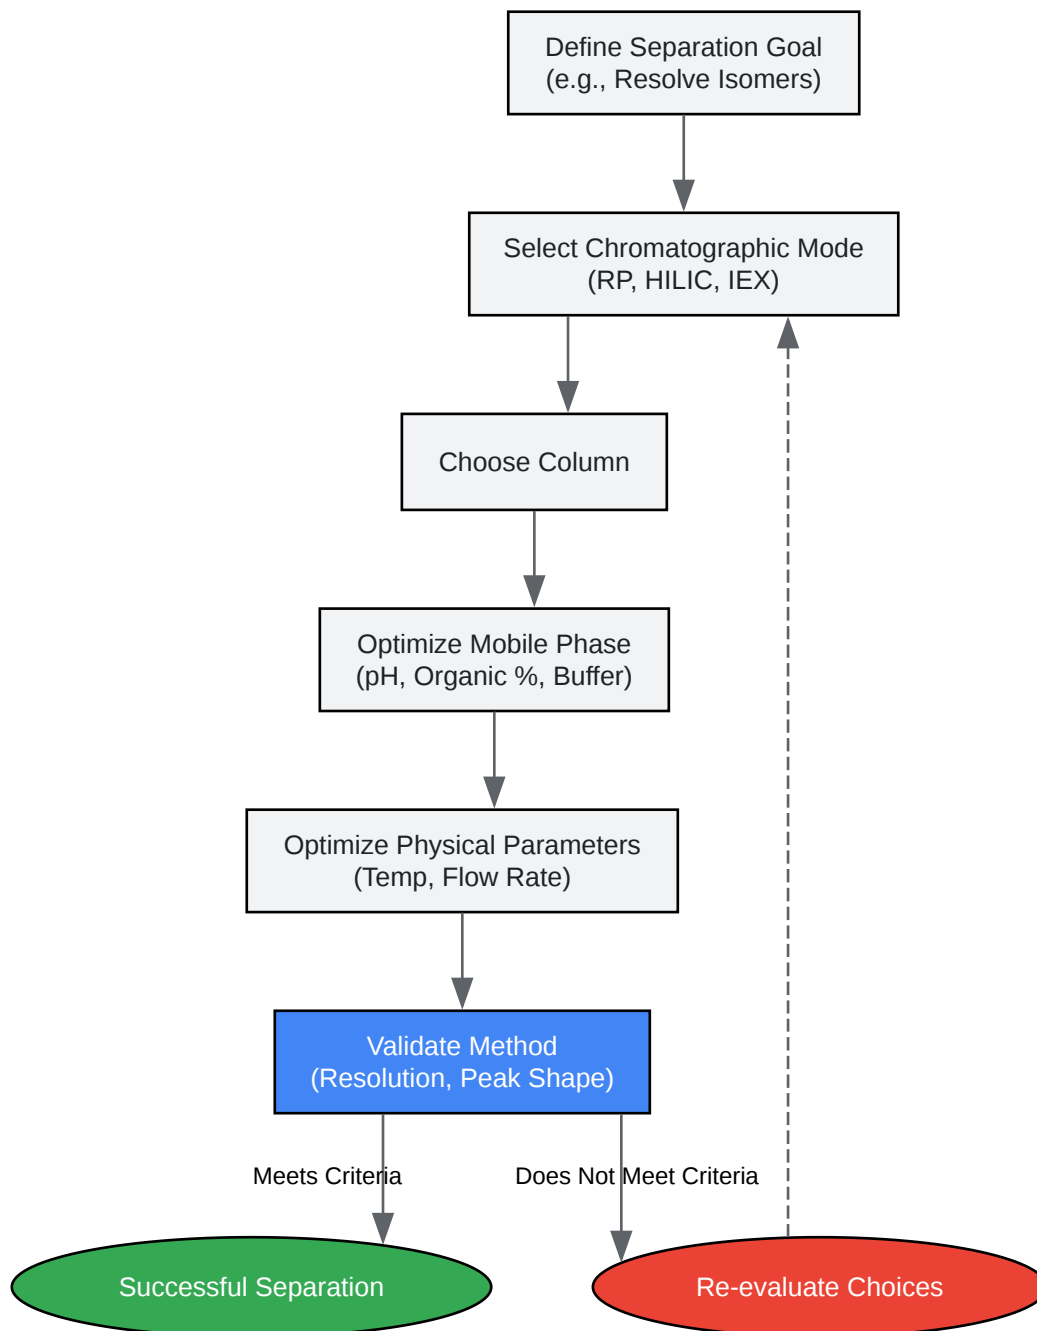 Define Separation Goal
(e.g., Resolve Isomers)
Select Chromatographic Mode
(RP, HILIC, IEX)
Choose Column
Optimize Mobile Phase
(pH, Organic %, Buffer)
Optimize Physical Parameters
(Temp, Flow Rate)
Validate Method
(Resolution, Peak Shape)
Meets Criteria
Does Not Meet Criteria
Successful Separation
Re-evaluate Choices